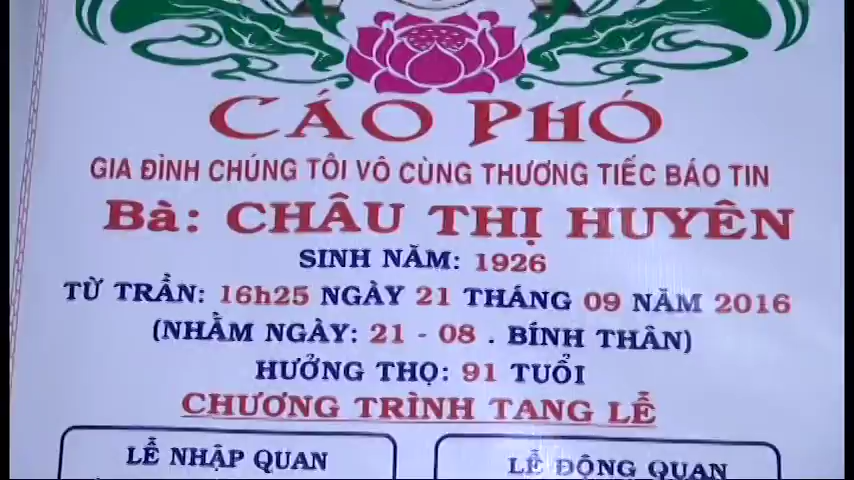 CÁO PHÓ
GIA ĐÌNH CHÚNG TÔI VÔ CÙNG THƯƠNG TIẾC BÁO TIN
Bà: CHÂU THỊ HUYÊN
SINH NĂM: 1926
TỪ TRẦN: 16h25 NGÀY 21 THÁNG 09 NĂM 2016
(NHẰM NGÀY: 21 - 08 . BÍNH THÂN)
HƯỞNG THỌ: 91 TUỔI
CHƯƠNG TRÌNH TANG LỄ
LỄ NHẬP QUAN
LỄ ĐỘNG QUAN